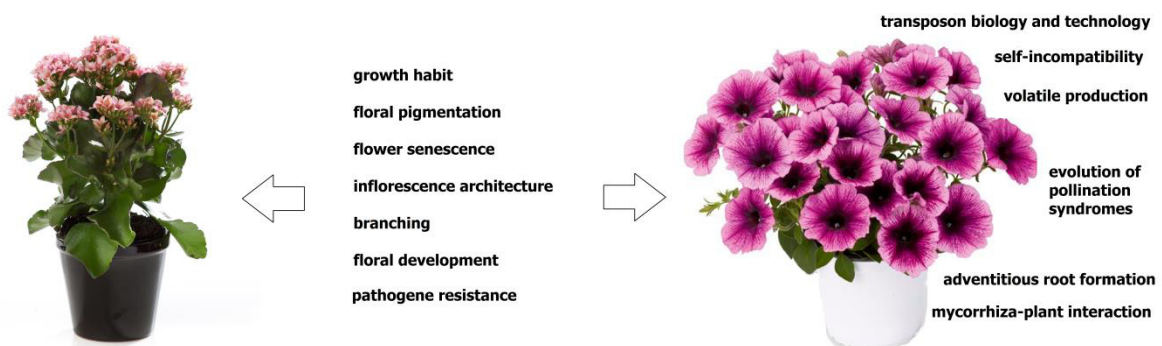 growth habit
floral pigmentation
flower senescence
inflorescence architecture
branching
floral development
pathogene resistance
transposon biology and technology
self-incompatibility
volatile production
evolution of
pollination
syndromes
adventitious root formation
mycorrhiza-plant interaction